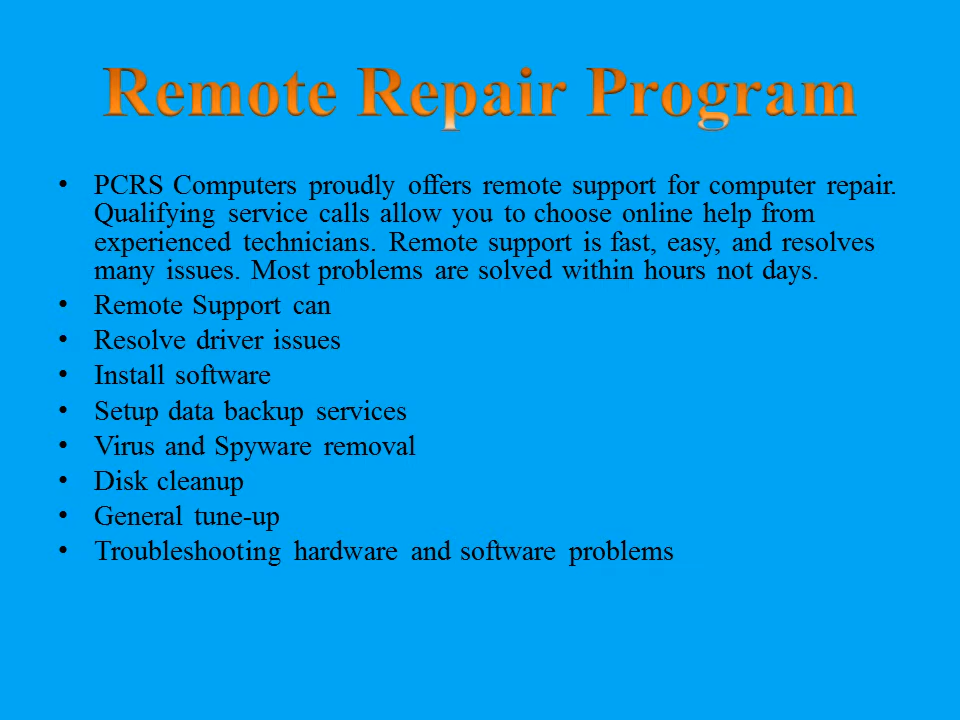 Remote Repair Program
• PCRS Computers proudly offers remote support for computer repair.
Qualifying service calls allow you to choose online help from
experienced technicians. Remote support is fast, easy, and resolves
many issues. Most problems are solved within hours not days.
• Remote Support can
• Resolve driver issues
• Install software
• Setup data backup services
• Virus and Spyware removal
• Disk cleanup
• General tune-up
• Troubleshooting hardware and software problems